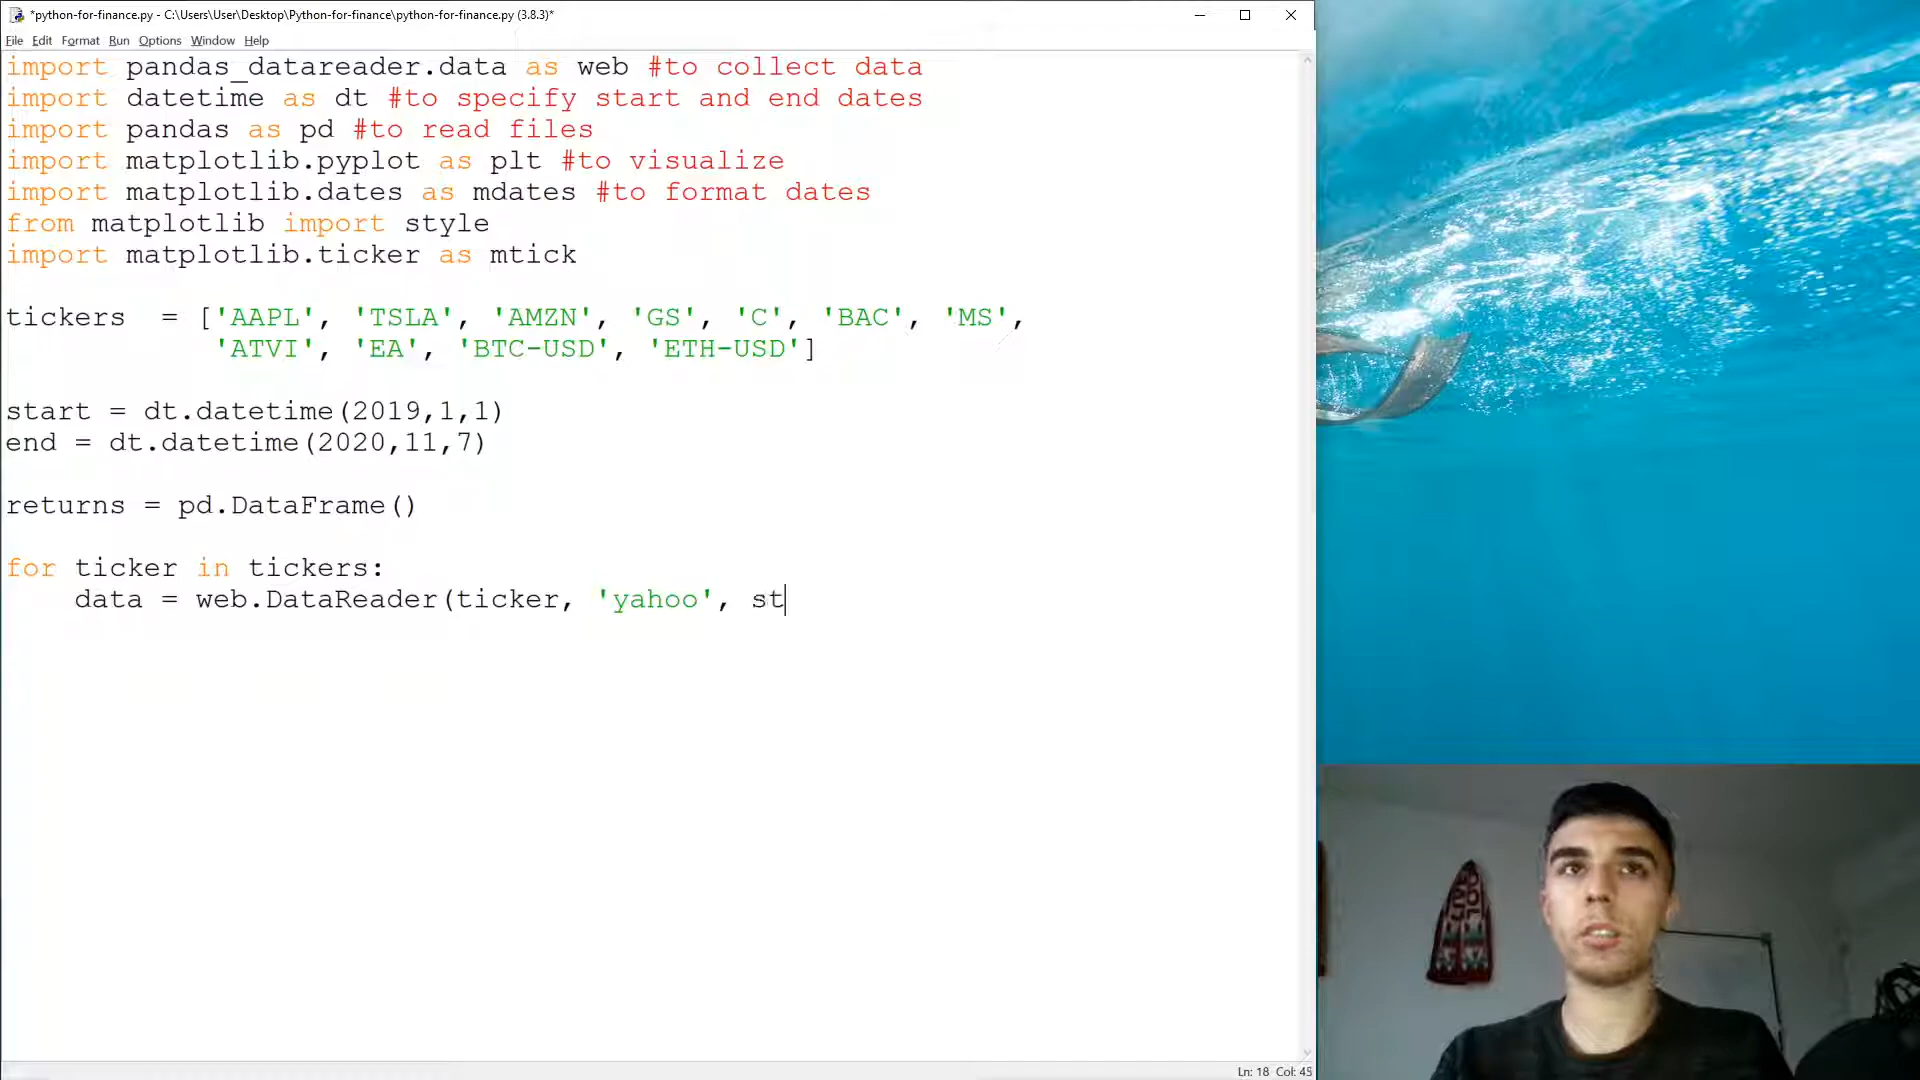 *python-for-finance.py - C:\Users\User\Desktop\Python-for-finance\python-for-finance.py (3.8.3)*
File Edit Format Run Options Window Help
import pandas_datareader.data as web #to collect data
import datetime as dt #to specify start and end dates
import pandas as pd #to read files
import matplotlib.pyplot as plt #to visualize
import matplotlib.dates as mdates #to format dates
from matplotlib import style
import matplotlib.ticker as mtick
tickers  = ['AAPL', 'TSLA', 'AMZN', 'GS', 'C', 'BAC', 'MS',
'ATVI', 'EA', 'BTC-USD', 'ETH-USD']
start = dt.datetime(2019,1,1)
end = dt.datetime(2020,11,7)
returns = pd.DataFrame()
for ticker in tickers:
    data = web.DataReader(ticker, 'yahoo', st
Ln: 18 Col: 45